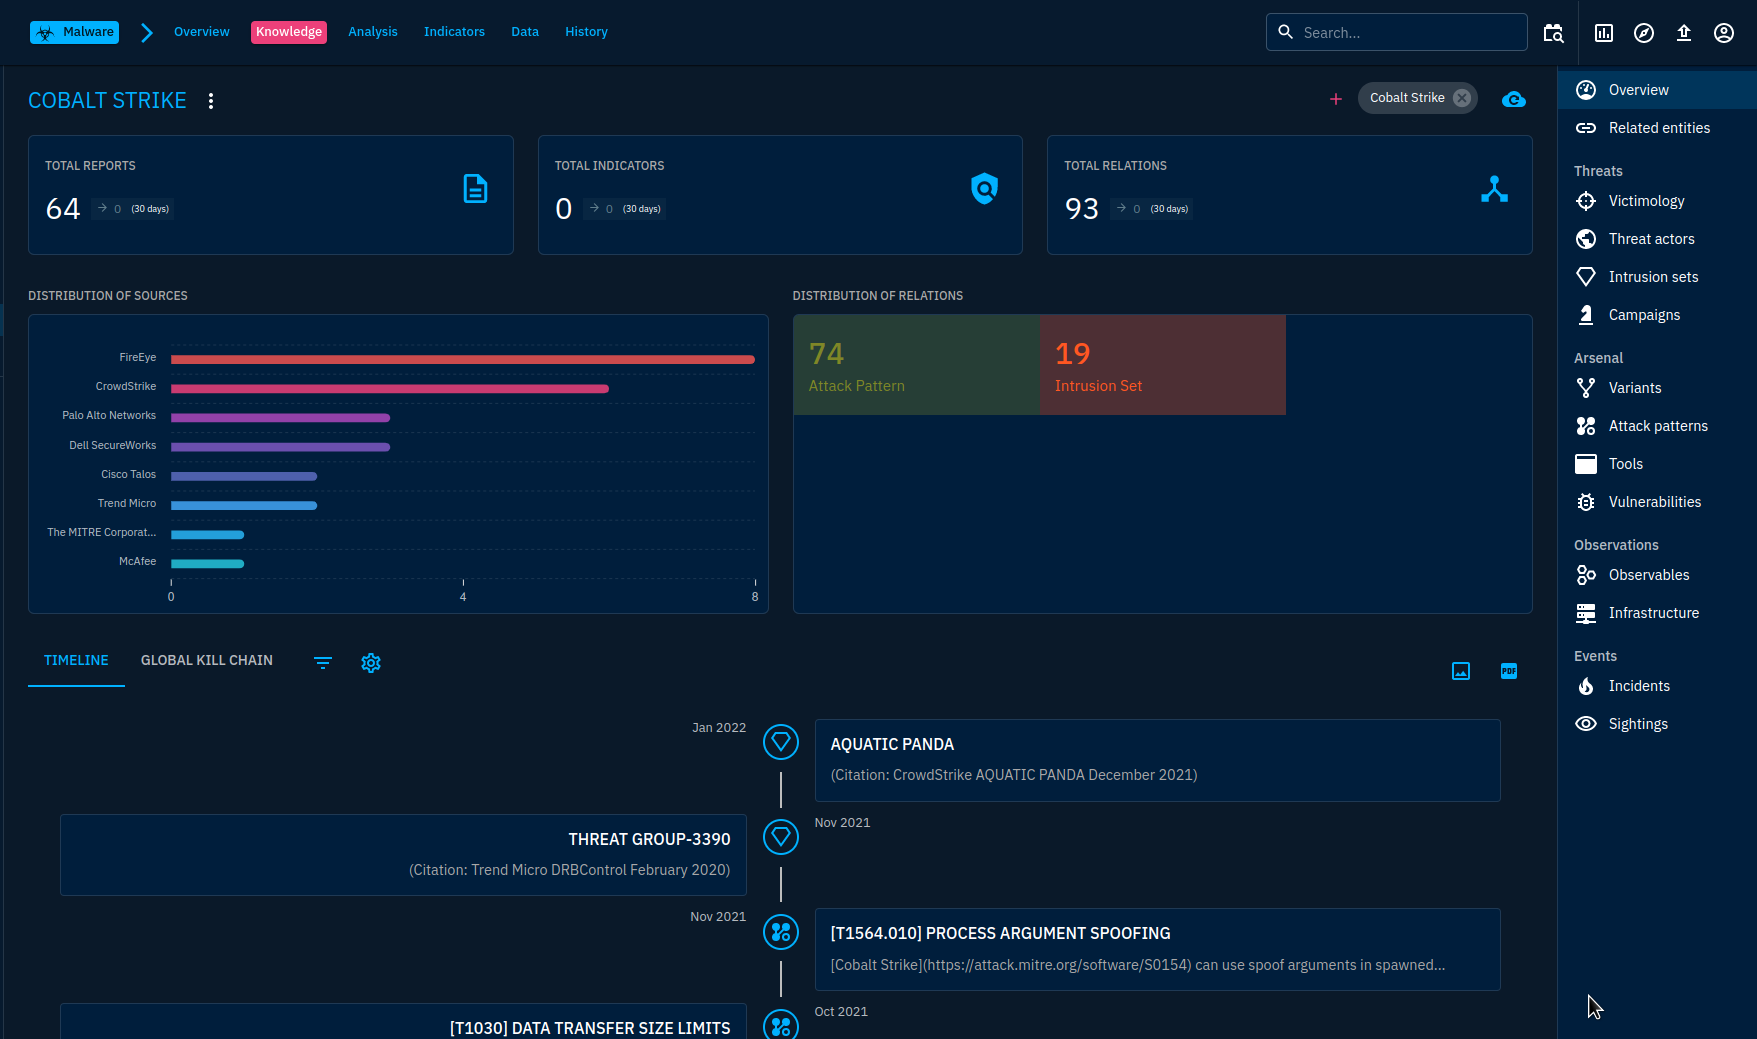 Malware Overview Knowledge Analysis Indicators Data History Search...
COBALT STRIKE
Cobalt Strike
TOTAL REPORTS
64 0 (30 days)
TOTAL INDICATORS
0 0 (30 days)
TOTAL RELATIONS
93 0 (30 days)
DISTRIBUTION OF SOURCES
FireEye
CrowdStrike
Palo Alto Networks
Dell SecureWorks
Cisco Talos
Trend Micro
The MITRE Corporat...
McAfee
0 4 8
DISTRIBUTION OF RELATIONS
74
Attack Pattern
19
Intrusion Set
TIMELINE GLOBAL KILL CHAIN
PDF
Jan 2022
AQUATIC PANDA
(Citation: CrowdStrike AQUATIC PANDA December 2021)
Nov 2021
THREAT GROUP-3390
(Citation: Trend Micro DRBControl February 2020)
Nov 2021
[T1564.010] PROCESS ARGUMENT SPOOFING
[Cobalt Strike](https://attack.mitre.org/software/S0154) can use spoof arguments in spawned...
Oct 2021
[T1030] DATA TRANSFER SIZE LIMITS
Overview
Related entities
Threats
Victimology
Threat actors
Intrusion sets
Campaigns
Arsenal
Variants
Attack patterns
Tools
Vulnerabilities
Observations
Observables
Infrastructure
Events
Incidents
Sightings